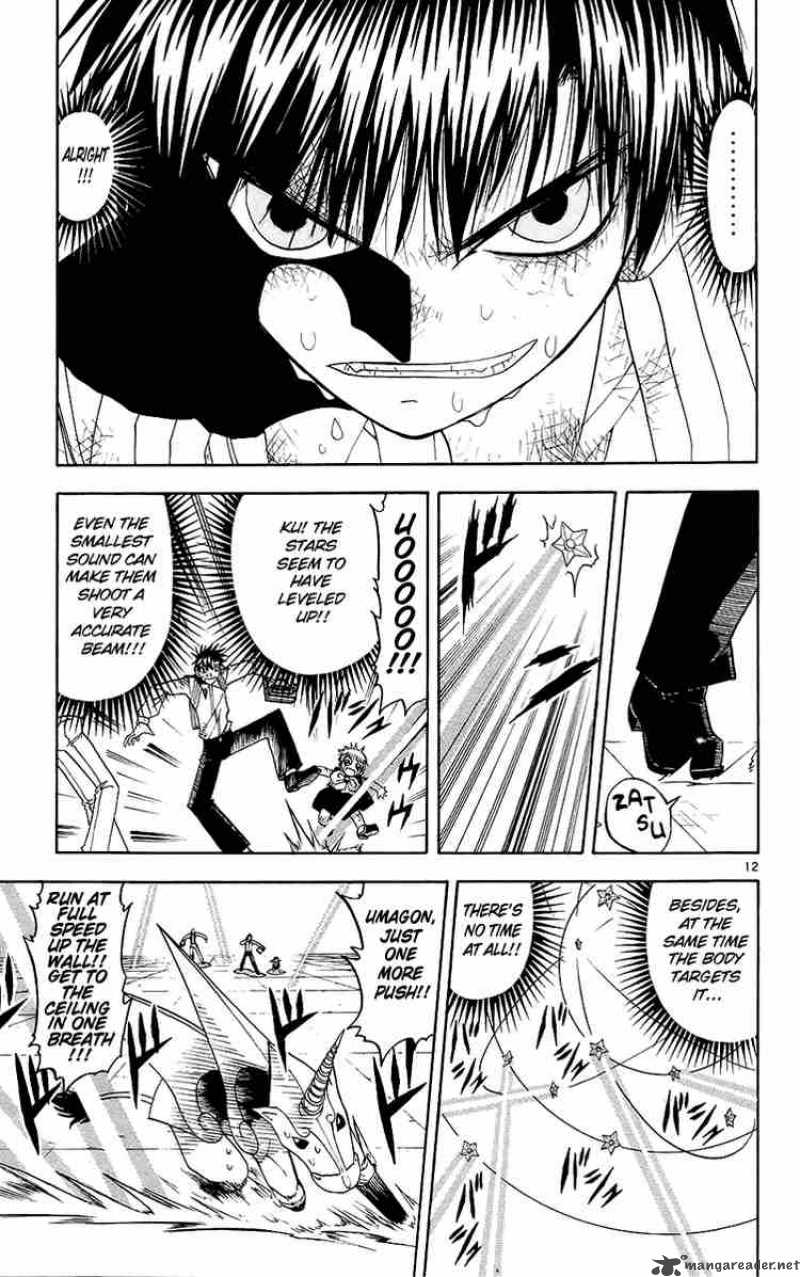 .........
ALRIGHT
!!!
ZATSU
ド
UOOOOO!!!
KU! THE
STARS
SEEM TO
HAVE
LEVELED
UP!!
EVEN THE
SMALLEST
SOUND CAN
MAKE THEM
SHOOT A
VERY
ACCURATE
BEAM!!!
12
BESIDES,
AT THE
SAME TIME
THE BODY
TARGETS
IT...
THERE'S
NO TIME
AT ALL!!
UMAGON,
JUST
ONE
MORE
PUSH!!
RUN AT
FULL
SPEED
UP THE
WALL!!
GET TO
THE
CEILING
IN ONE
BREATH
!!!
mangareader.net